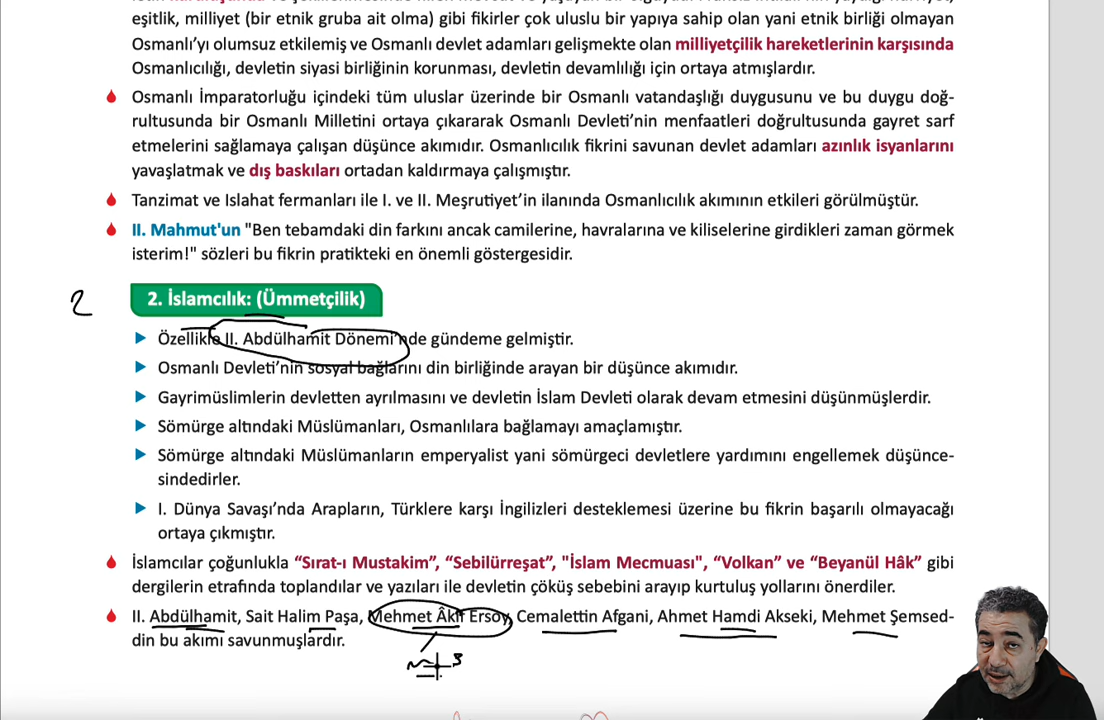 eşitlik, milliyet (bir etnik gruba ait olma) gibi fikirler çok uluslu bir yapıya sahip olan yani etnik birliği olmayan
Osmanlı’yı olumsuz etkilemiş ve Osmanlı devlet adamları gelişmekte olan milliyetçilik hareketlerinin karşısında
Osmanlıcılığı, devletin siyasi birliğinin korunması, devletin devamlılığı için ortaya atmışlardır.
Osmanlı İmparatorluğu içindeki tüm uluslar üzerinde bir Osmanlı vatandaşlığı duygusunu ve bu duygu doğ-
rultusunda bir Osmanlı Milletini ortaya çıkararak Osmanlı Devleti’nin menfaatleri doğrultusunda gayret sarf
etmelerini sağlamaya çalışan düşünce akımıdır. Osmanlıcılık fikrini savunan devlet adamları azınlık isyanlarını
yavaşlatmak ve dış baskıları ortadan kaldırmaya çalışmıştır.
Tanzimat ve Islahat fermanları ile I. ve II. Meşrutiyet’in ilanında Osmanlıcılık akımının etkileri görülmüştür.
II. Mahmut'un "Ben tebamdaki din farkını ancak camilerine, havralarına ve kiliselerine girdikleri zaman görmek
isterim!" sözleri bu fikrin pratikteki en önemli göstergesidir.
2
2. İslamcılık: (Ümmetçilik)
Özellikle II. Abdülhamit Dönemi’nde gündeme gelmiştir.
Osmanlı Devleti’nin sosyal bağlarını din birliğinde arayan bir düşünce akımıdır.
Gayrimüslimlerin devletten ayrılmasını ve devletin İslam Devleti olarak devam etmesini düşünmüşlerdir.
Sömürge altındaki Müslümanları, Osmanlılara bağlamayı amaçlamıştır.
Sömürge altındaki Müslümanların emperyalist yani sömürgeci devletlere yardımını engellemek düşünce-
sindedirler.
I. Dünya Savaşı’nda Arapların, Türklere karşı İngilizleri desteklemesi üzerine bu fikrin başarılı olmayacağı
ortaya çıkmıştır.
İslamcılar çoğunlukla “Sırat-ı Mustakim”, “Sebilürreşat”, "İslam Mecmuası", “Volkan” ve “Beyanül Hâk” gibi
dergilerin etrafında toplandılar ve yazıları ile devletin çöküş sebebini arayıp kurtuluş yollarını önerdiler.
II. Abdülhamit, Sait Halim Paşa, Mehmet Âkif Ersoy, Cemalettin Afgani, Ahmet Hamdi Akseki, Mehmet Şemsed-
din bu akımı savunmuşlardır.